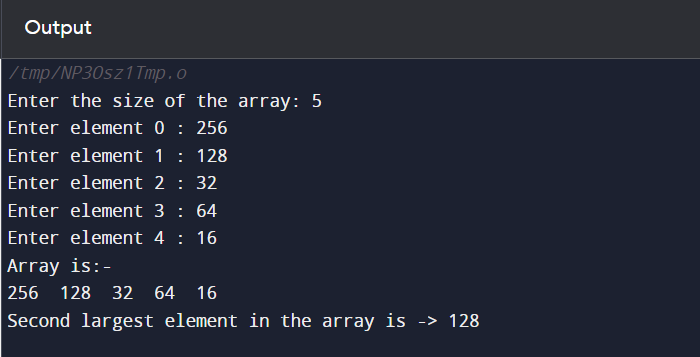 Output
/tmp/NP3Osz1Tmp.o
Enter the size of the array: 5
Enter element 0 : 256
Enter element 1 : 128
Enter element 2 : 32
Enter element 3 : 64
Enter element 4 : 16
Array is:-
256  128  32  64  16
Second largest element in the array is -> 128